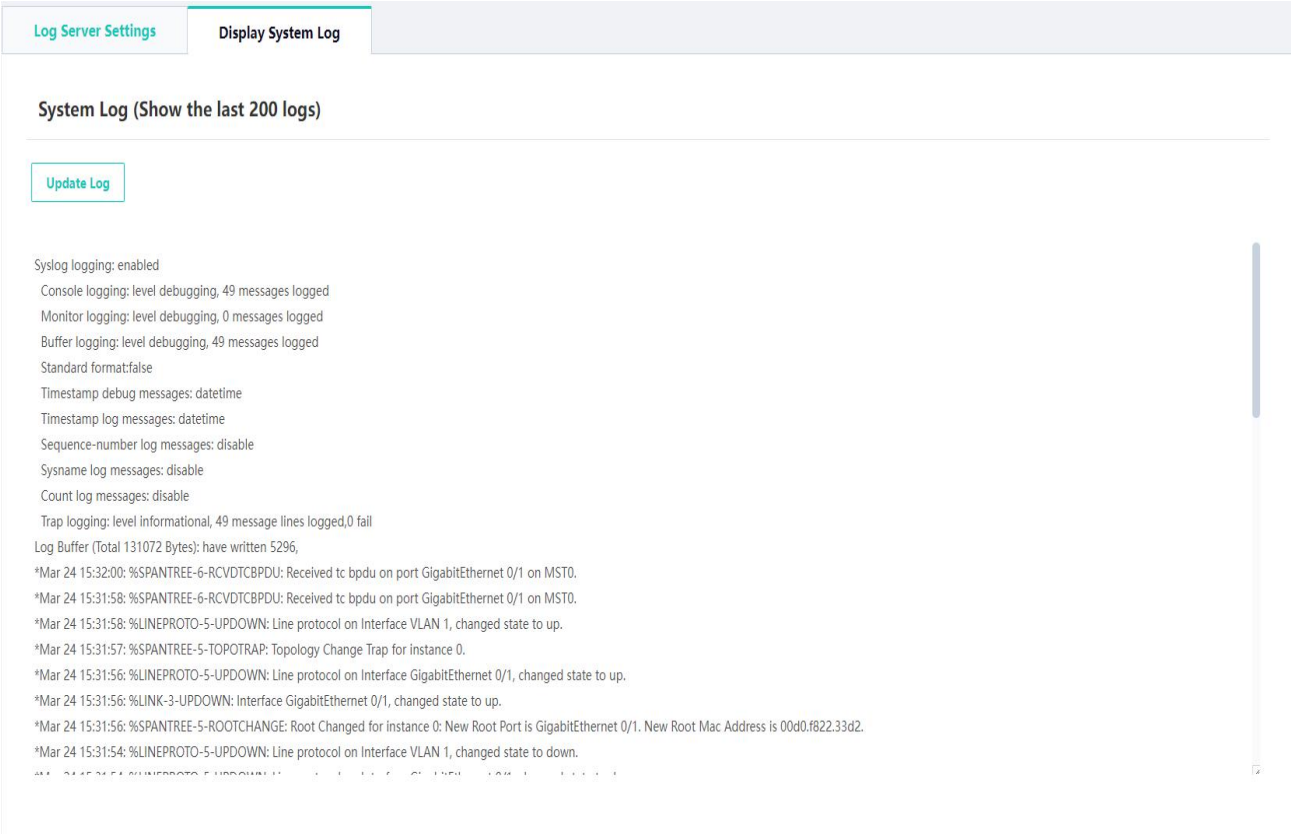 Log Server Settings
Display System Log
System Log (Show the last 200 logs)
Update Log
Syslog logging: enabled
Console logging: level debugging, 49 messages logged
Monitor logging: level debugging, 0 messages logged
Buffer logging: level debugging, 49 messages logged
Standard format:false
Timestamp debug messages: datetime
Timestamp log messages: datetime
Sequence-number log messages: disable
Sysname log messages: disable
Count log messages: disable
Trap logging: level informational, 49 message lines logged,0 fail
Log Buffer (Total 131072 Bytes): have written 5296,
*Mar 24 15:32:00: %SPANTREE-6-RCVDTCBPDU: Received tc bpdu on port GigabitEthernet 0/1 on MST0.
*Mar 24 15:31:58: %SPANTREE-6-RCVDTCBPDU: Received tc bpdu on port GigabitEthernet 0/1 on MST0.
*Mar 24 15:31:58: %LINEPROTO-5-UPDOWN: Line protocol on Interface VLAN 1, changed state to up.
*Mar 24 15:31:57: %SPANTREE-5-TOPOTRAP: Topology Change Trap for instance 0.
*Mar 24 15:31:56: %LINEPROTO-5-UPDOWN: Line protocol on Interface GigabitEthernet 0/1, changed state to up.
*Mar 24 15:31:56: %LINK-3-UPDOWN: Interface GigabitEthernet 0/1, changed state to up.
*Mar 24 15:31:56: %SPANTREE-5-ROOTCHANGE: Root Changed for instance 0: New Root Port is GigabitEthernet 0/1. New Root Mac Address is 00d0.f822.33d2.
*Mar 24 15:31:54: %LINEPROTO-5-UPDOWN: Line protocol on Interface VLAN 1, changed state to down.